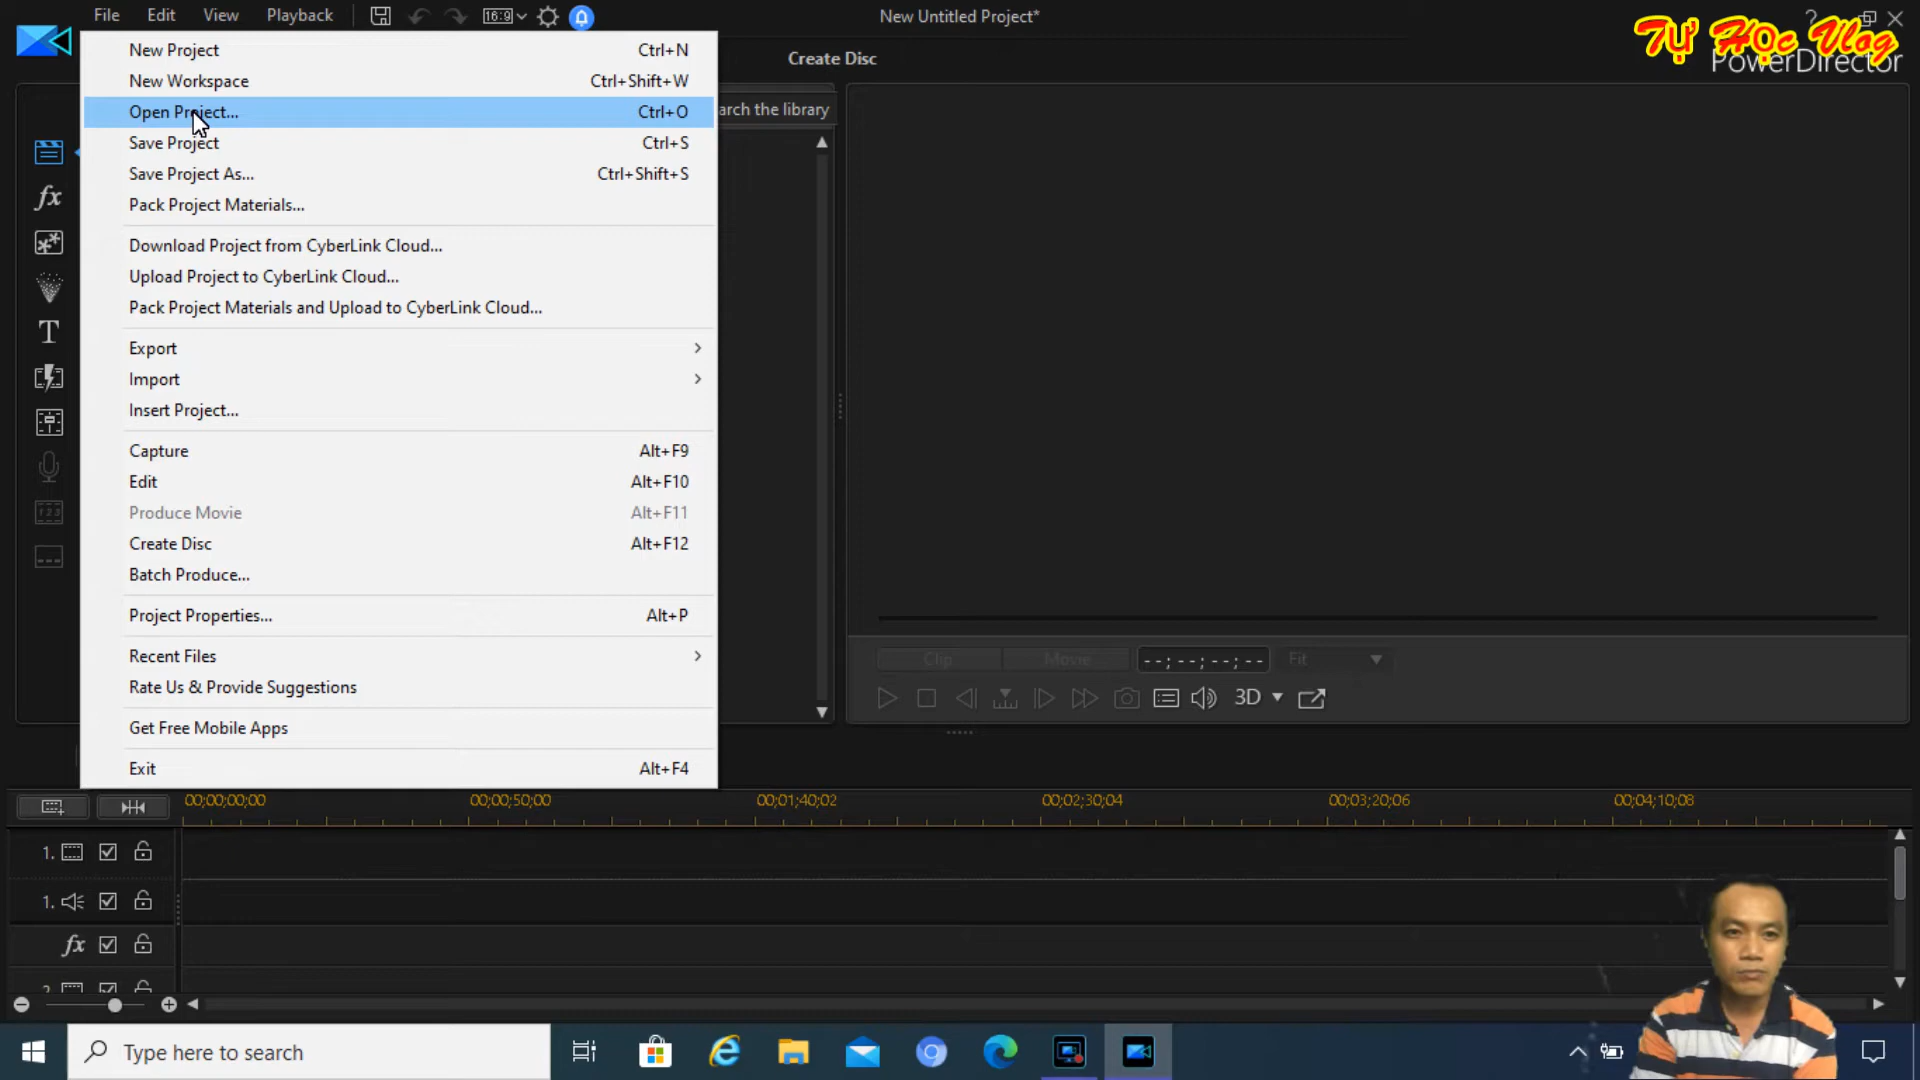 File Edit View Playback 16:9 New Untitled Project* ?
Tự Học Vlog
PowerDirector
Create Disc
arch the library
New Project Ctrl+N
New Workspace Ctrl+Shift+W
Open Project... Ctrl+O
Save Project Ctrl+S
Save Project As... Ctrl+Shift+S
Pack Project Materials...
Download Project from CyberLink Cloud...
Upload Project to CyberLink Cloud...
Pack Project Materials and Upload to CyberLink Cloud...
Export
Import
Insert Project...
Capture Alt+F9
Edit Alt+F10
Produce Movie Alt+F11
Create Disc Alt+F12
Batch Produce...
Project Properties... Alt+P
Recent Files
Rate Us & Provide Suggestions
Get Free Mobile Apps
Exit Alt+F4
fx
T
Clip Movie --;--;--;-- Fit
3D
00;00;00;00 00;00;50;00 00;01;40;02 00;02;30;04 00;03;20;06 00;04;10;08
1.
1.
fx
2.
Type here to search